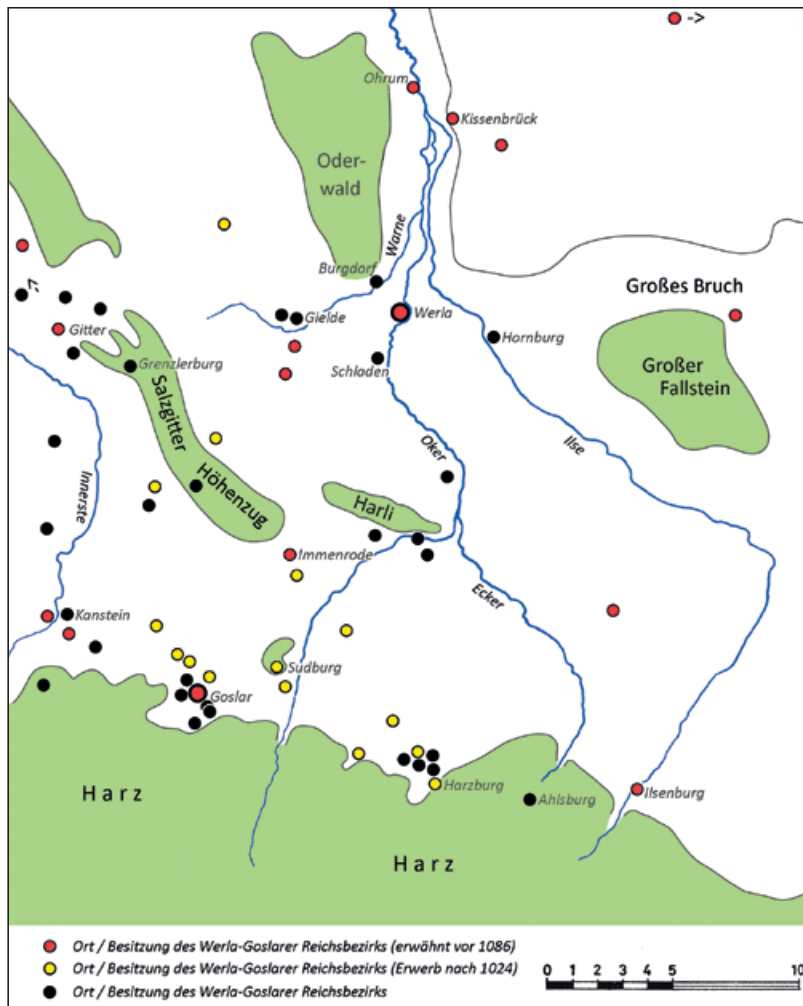 ->
Ohrum
Kissenbrück
Oder-
wald
Warne
Burgdorf
Großes Bruch
Gitter
Gielde
Werla
Hornburg
Grenzlerburg
Schladen
Großer
Fallstein
Salzgitter
Höhenzug
Oker
Ilse
Innerste
Harli
Immenrode
Ecker
Kanstein
Sudburg
Goslar
Harzburg
Ahlsburg
Ilsenburg
Harz
Harz
Ort / Besitzung des Werla-Goslarer Reichsbezirks (erwähnt vor 1086)
Ort / Besitzung des Werla-Goslarer Reichsbezirks (Erwerb nach 1024)
Ort / Besitzung des Werla-Goslarer Reichsbezirks
0 1 2 3 4 5 10